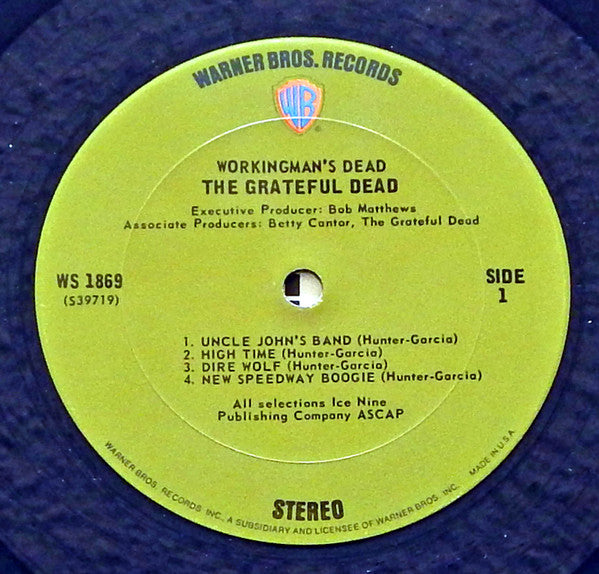 WARNER BROS. RECORDS
WB
®
WORKINGMAN'S DEAD
THE GRATEFUL DEAD
Executive Producer: Bob Matthews
Associate Producers: Betty Cantor, The Grateful Dead
WS 1869
(S39719)
SIDE
1
1. UNCLE JOHN'S BAND (Hunter-Garcia)
2. HIGH TIME (Hunter-Garcia)
3. DIRE WOLF (Hunter-Garcia)
4. NEW SPEEDWAY BOOGIE (Hunter-Garcia)
All selections Ice Nine
Publishing Company ASCAP
STEREO
WARNER BROS. RECORDS INC., A SUBSIDIARY AND LICENSEE OF WARNER BROS. INC. MADE IN U.S.A.